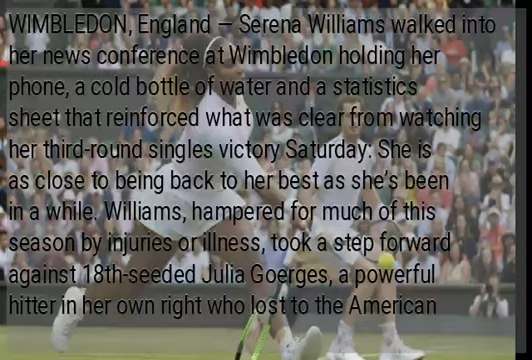 WIMBLEDON, England — Serena Williams walked into
her news conference at Wimbledon holding her
phone, a cold bottle of water and a statistics
sheet that reinforced what was clear from watching
her third-round singles victory Saturday: She is
as close to being back to her best as she's been
in a while. Williams, hampered for much of this
season by injuries or illness, took a step forward
against 18th-seeded Julia Goerges, a powerful
hitter in her own right who lost to the American